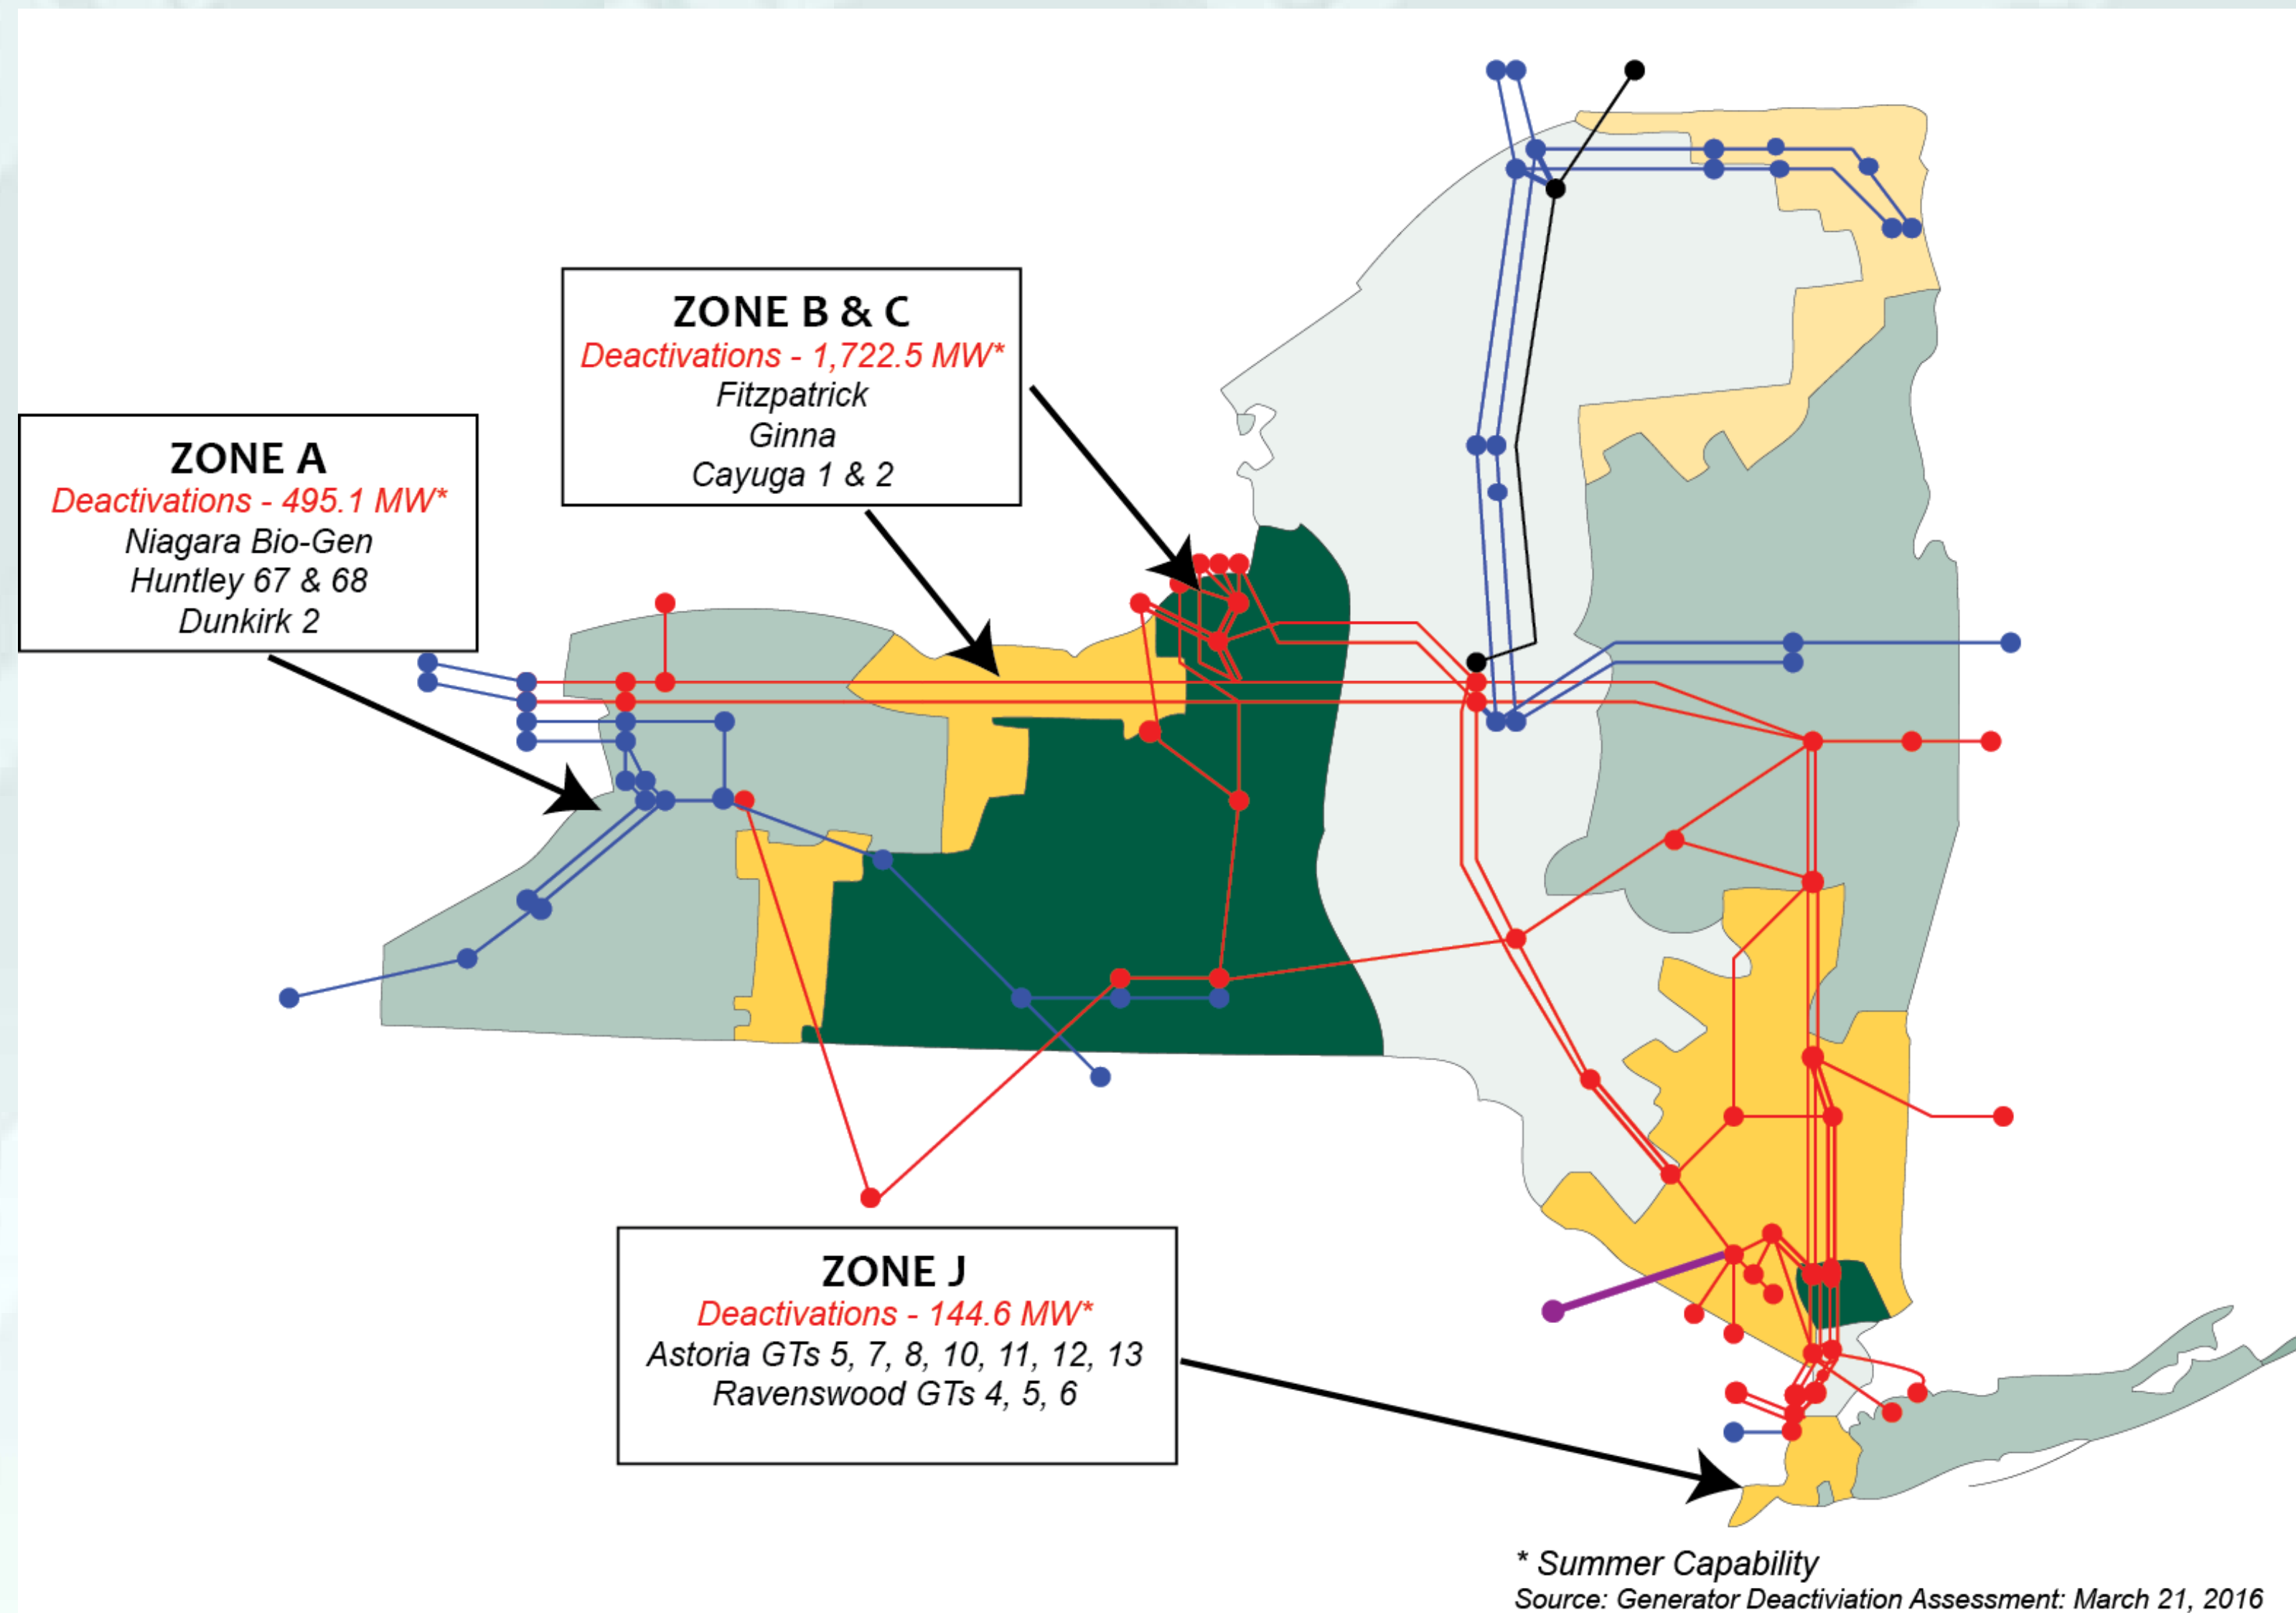 ZONE B & C
Deactivations - 1,722.5 MW*
Fitzpatrick
Ginna
Cayuga 1 & 2
ZONE A
Deactivations - 495.1 MW*
Niagara Bio-Gen
Huntley 67 & 68
Dunkirk 2
ZONE J
Deactivations - 144.6 MW*
Astoria GTs 5, 7, 8, 10, 11, 12, 13
Ravenswood GTs 4, 5, 6
* Summer Capability
Source: Generator Deactiviation Assessment: March 21, 2016